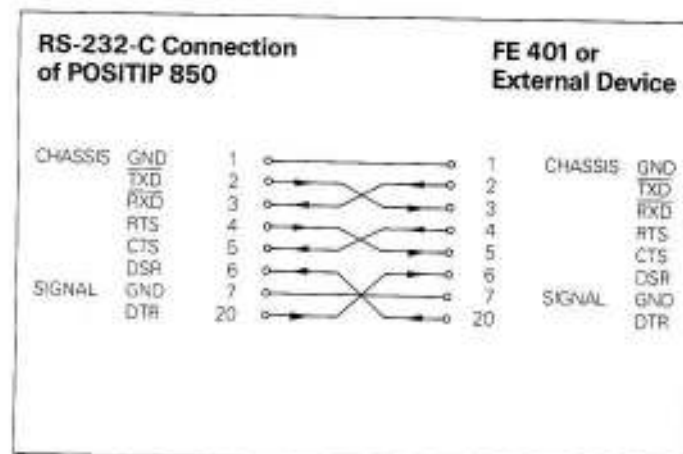 RS-232-C Connection
of POSITIP 850
FE 401 or
External Device
CHASSIS GND 1
TXD 2
RXD 3
RTS 4
CTS 5
DSR 6
SIGNAL GND 7
DTR 20
1 CHASSIS GND
2 TXD
3 RXD
4 RTS
5 CTS
6 DSR
7 SIGNAL GND
20 DTR